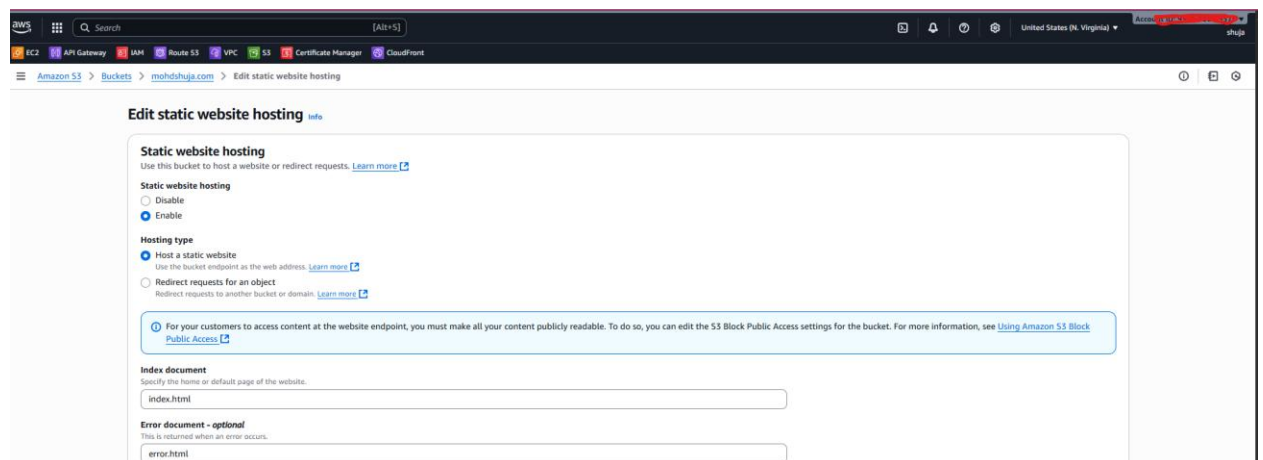 aws Search [Alt+S] United States (N. Virginia)
shuja
EC2 API Gateway IAM Route 53 VPC S3 Certificate Manager CloudFront
Amazon S3 > Buckets > mohdshuja.com > Edit static website hosting
Edit static website hosting Info
Static website hosting
Use this bucket to host a website or redirect requests. Learn more
Static website hosting
Disable
Enable
Hosting type
Host a static website
Use the bucket endpoint as the web address. Learn more
Redirect requests for an object
Redirect requests to another bucket or domain. Learn more
For your customers to access content at the website endpoint, you must make all your content publicly readable. To do so, you can edit the S3 Block Public Access settings for the bucket. For more information, see Using Amazon S3 Block
Public Access
Index document
Specify the home or default page of the website.
index.html
Error document - optional
This is returned when an error occurs.
error.html